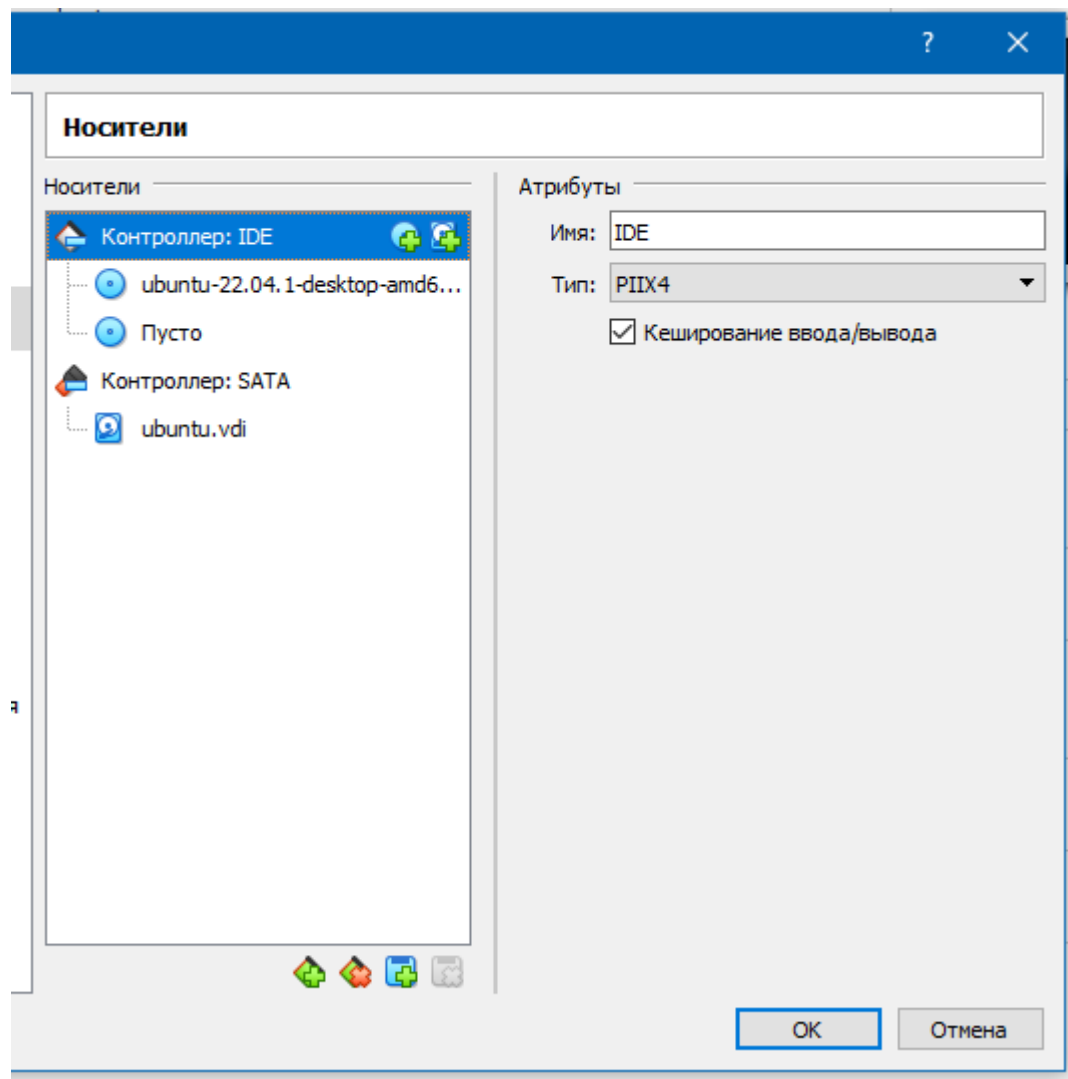 ?
Носители
Носители
Контроллер: IDE
ubuntu-22.04.1-desktop-amd6...
Пусто
Контроллер: SATA
ubuntu.vdi
Атрибуты
Имя: IDE
Тип: PIIX4
Кеширование ввода/вывода
я
OK
Отмена